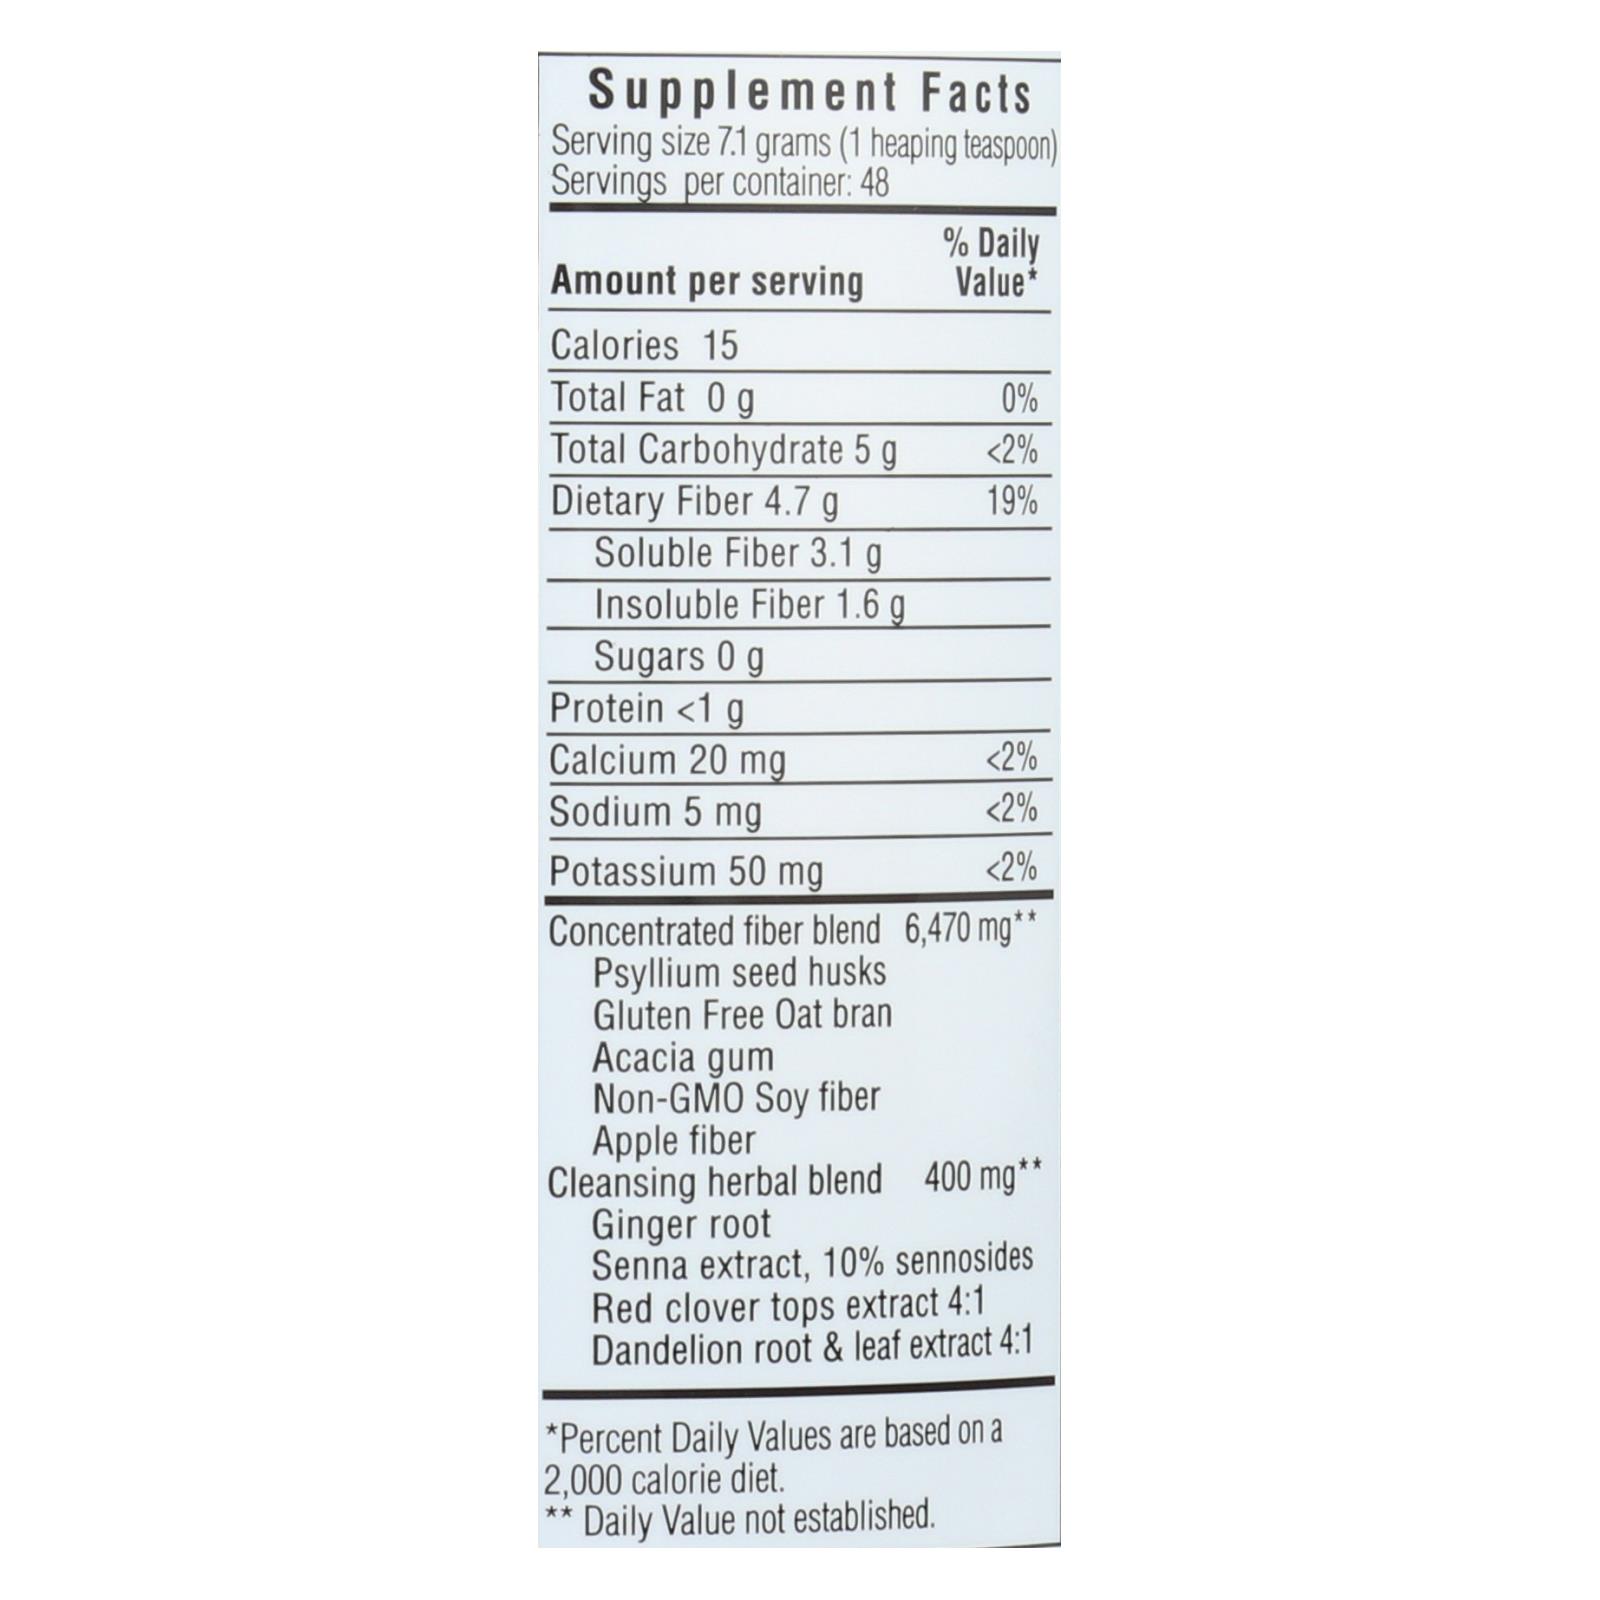 Supplement Facts
Serving size 7.1 grams (1 heaping teaspoon)
Servings per container: 48
% Daily
Amount per serving Value*
Calories 15
Total Fat 0 g 0%
Total Carbohydrate 5 g <2%
Dietary Fiber 4.7 g 19%
Soluble Fiber 3.1 g
Insoluble Fiber 1.6 g
Sugars 0 g
Protein <1 g
Calcium 20 mg <2%
Sodium 5 mg <2%
Potassium 50 mg <2%
Concentrated fiber blend 6,470 mg**
Psyllium seed husks
Gluten Free Oat bran
Acacia gum
Non-GMO Soy fiber
Apple fiber
Cleansing herbal blend 400 mg**
Ginger root
Senna extract, 10% sennosides
Red clover tops extract 4:1
Dandelion root & leaf extract 4:1
*Percent Daily Values are based on a
2,000 calorie diet.
** Daily Value not established.